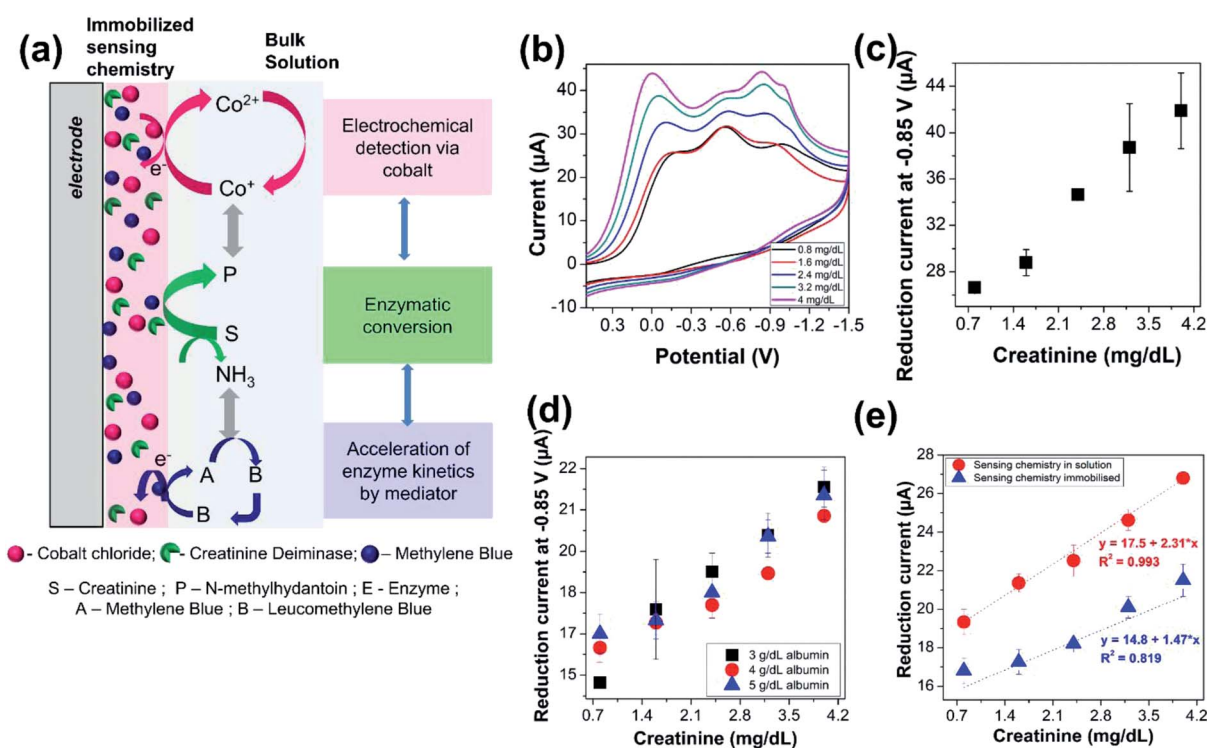 (a)
Immobilized
sensing
chemistry
Bulk
Solution
electrode
Co2+
e-
Co+
P
S
NH3
e-
A
B
B
Electrochemical
detection via
cobalt
Enzymatic
conversion
Acceleration of
enzyme kinetics
by mediator
- Cobalt chloride; - Creatinine Deiminase; – Methylene Blue
S – Creatinine ; P – N-methylhydantoin ; E - Enzyme ;
A – Methylene Blue ; B – Leucomethylene Blue
(b)
Current (µA)
50
40
30
20
10
0
-10
0.3 0.0 -0.3 -0.6 -0.9 -1.2 -1.5
Potential (V)
0.8 mg/dL
1.6 mg/dL
2.4 mg/dL
3.2 mg/dL
4 mg/dL
(c)
Reduction current at -0.85 V (µA)
44
40
36
32
28
0.7 1.4 2.1 2.8 3.5 4.2
Creatinine (mg/dL)
(d)
Reduction current at -0.85 V (µA)
22
21
20
18
17
15
0.7 1.4 2.1 2.8 3.5 4.2
Creatinine (mg/dL)
3 g/dL albumin
4 g/dL albumin
5 g/dL albumin
(e)
Reduction current (µA)
28
26
24
22
20
18
16
0.7 1.4 2.1 2.8 3.5 4.2
Creatinine (mg/dL)
Sensing chemistry in solution
Sensing chemistry immobilised
y = 17.5 + 2.31*x
R2 = 0.993
y = 14.8 + 1.47*x
R2 = 0.819